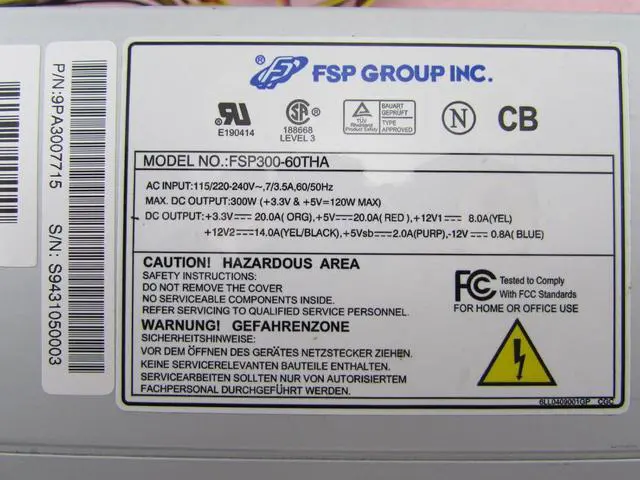 P/N:9PA3007715
S/N: S9431050003
® FSP GROUP INC.
E190414
SA
188668
LEVEL 3
TÜV
Rheinland
Product Safety
BAUART
GEPRÜFT
TYPE
APPROVED
N
CB
MODEL NO.:FSP300-60THA
AC INPUT:115/220-240V~,7/3.5A,60/50Hz
MAX. DC OUTPUT:300W (+3.3V & +5V=120W MAX)
DC OUTPUT:+3.3V⎓ 20.0A( ORG),+5V⎓20.0A( RED ),+12V1⎓ 8.0A(YEL)
+12V2⎓14.0A(YEL/BLACK),+5Vsb⎓2.0A(PURP),-12V⎓ 0.8A( BLUE)
CAUTION! HAZARDOUS AREA
SAFETY INSTRUCTIONS:
DO NOT REMOVE THE COVER
NO SERVICEABLE COMPONENTS INSIDE.
REFER SERVICING TO QUALIFIED SERVICE PERSONNEL.
WARNUNG! GEFAHRENZONE
SICHERHEITSHINWEISE:
VOR DEM ÖFFNEN DES GERÄTES NETZSTECKER ZIEHEN.
KEINE SERVICERELEVANTEN BAUTEILE ENTHALTEN.
SERVICEARBEITEN SOLLTEN NUR VON AUTORISIERTEM
FACHPERSONAL DURCHGEFÜHRT WERDEN.
FC Tested to Comply
With FCC Standards
FOR HOME OR OFFICE USE
6LL0400001GP CGC